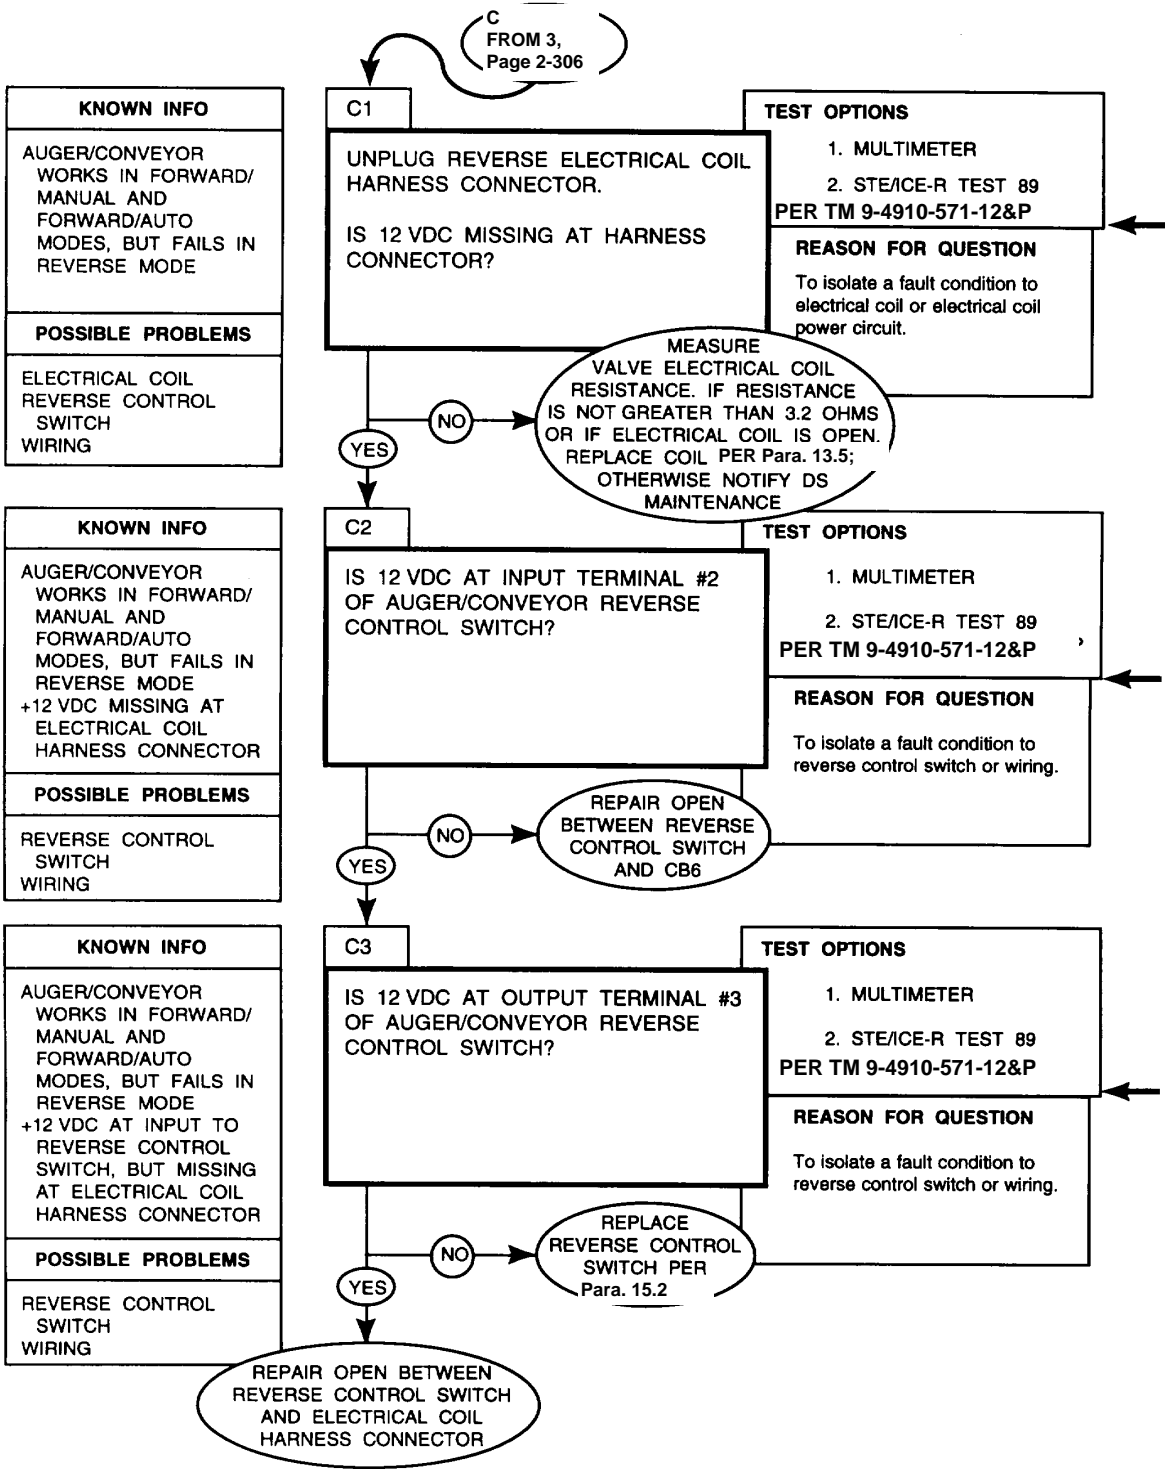 C
FROM 3,
Page 2-306
KNOWN INFO
AUGER/CONVEYOR
WORKS IN FORWARD/
MANUAL AND
FORWARD/AUTO
MODES, BUT FAILS IN
REVERSE MODE
POSSIBLE PROBLEMS
ELECTRICAL COIL
REVERSE CONTROL
SWITCH
WIRING
C1
UNPLUG REVERSE ELECTRICAL COIL
HARNESS CONNECTOR.
IS 12 VDC MISSING AT HARNESS
CONNECTOR?
TEST OPTIONS
1. MULTIMETER
2. STE/ICE-R TEST 89
PER TM 9-4910-571-12&P
REASON FOR QUESTION
To isolate a fault condition to
electrical coil or electrical coil
power circuit.
NO
MEASURE
VALVE ELECTRICAL COIL
RESISTANCE. IF RESISTANCE
IS NOT GREATER THAN 3.2 OHMS
OR IF ELECTRICAL COIL IS OPEN.
REPLACE COIL PER Para. 13.5;
OTHERWISE NOTIFY DS
MAINTENANCE
YES
KNOWN INFO
AUGER/CONVEYOR
WORKS IN FORWARD/
MANUAL AND
FORWARD/AUTO
MODES, BUT FAILS IN
REVERSE MODE
+12 VDC MISSING AT
ELECTRICAL COIL
HARNESS CONNECTOR
POSSIBLE PROBLEMS
REVERSE CONTROL
SWITCH
WIRING
C2
IS 12 VDC AT INPUT TERMINAL #2
OF AUGER/CONVEYOR REVERSE
CONTROL SWITCH?
TEST OPTIONS
1. MULTIMETER
2. STE/ICE-R TEST 89
PER TM 9-4910-571-12&P
REASON FOR QUESTION
To isolate a fault condition to
reverse control switch or wiring.
NO
REPAIR OPEN
BETWEEN REVERSE
CONTROL SWITCH
AND CB6
YES
KNOWN INFO
AUGER/CONVEYOR
WORKS IN FORWARD/
MANUAL AND
FORWARD/AUTO
MODES, BUT FAILS IN
REVERSE MODE
+12 VDC AT INPUT TO
REVERSE CONTROL
SWITCH, BUT MISSING
AT ELECTRICAL COIL
HARNESS CONNECTOR
POSSIBLE PROBLEMS
REVERSE CONTROL
SWITCH
WIRING
C3
IS 12 VDC AT OUTPUT TERMINAL #3
OF AUGER/CONVEYOR REVERSE
CONTROL SWITCH?
TEST OPTIONS
1. MULTIMETER
2. STE/ICE-R TEST 89
PER TM 9-4910-571-12&P
REASON FOR QUESTION
To isolate a fault condition to
reverse control switch or wiring.
NO
REPLACE
REVERSE CONTROL
SWITCH PER
Para. 15.2
YES
REPAIR OPEN BETWEEN
REVERSE CONTROL SWITCH
AND ELECTRICAL COIL
HARNESS CONNECTOR